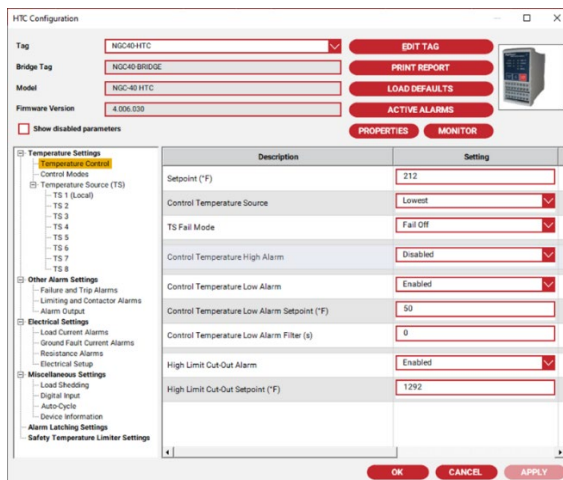 HTC Configuration
Tag NGC40-HTC EDIT TAG
Bridge Tag NGC40-BRIDGE PRINT REPORT
Model NGC-40 HTC LOAD DEFAULTS
Firmware Version 4.006.030 ACTIVE ALARMS
Show disabled parameters PROPERTIES MONITOR
Temperature Settings
Temperature Control
Control Modes
Temperature Source (TS)
TS 1 (Local)
TS 2
TS 3
TS 4
TS 5
TS 6
TS 7
TS 8
Other Alarm Settings
Failure and Trip Alarms
Limiting and Contactor Alarms
Alarm Output
Electrical Settings
Load Current Alarms
Ground Fault Current Alarms
Resistance Alarms
Electrical Setup
Miscellaneous Settings
Load Shedding
Digital Input
Auto-Cycle
Device Information
Alarm Latching Settings
Safety Temperature Limiter Settings
Description Setting
Setpoint (°F) 212
Control Temperature Source Lowest
TS Fail Mode Fail Off
Control Temperature High Alarm Disabled
Control Temperature Low Alarm Enabled
Control Temperature Low Alarm Setpoint (°F) 50
Control Temperature Low Alarm Filter (s) 0
High Limit Cut-Out Alarm Enabled
High Limit Cut-Out Setpoint (°F) 1292
OK CANCEL APPLY